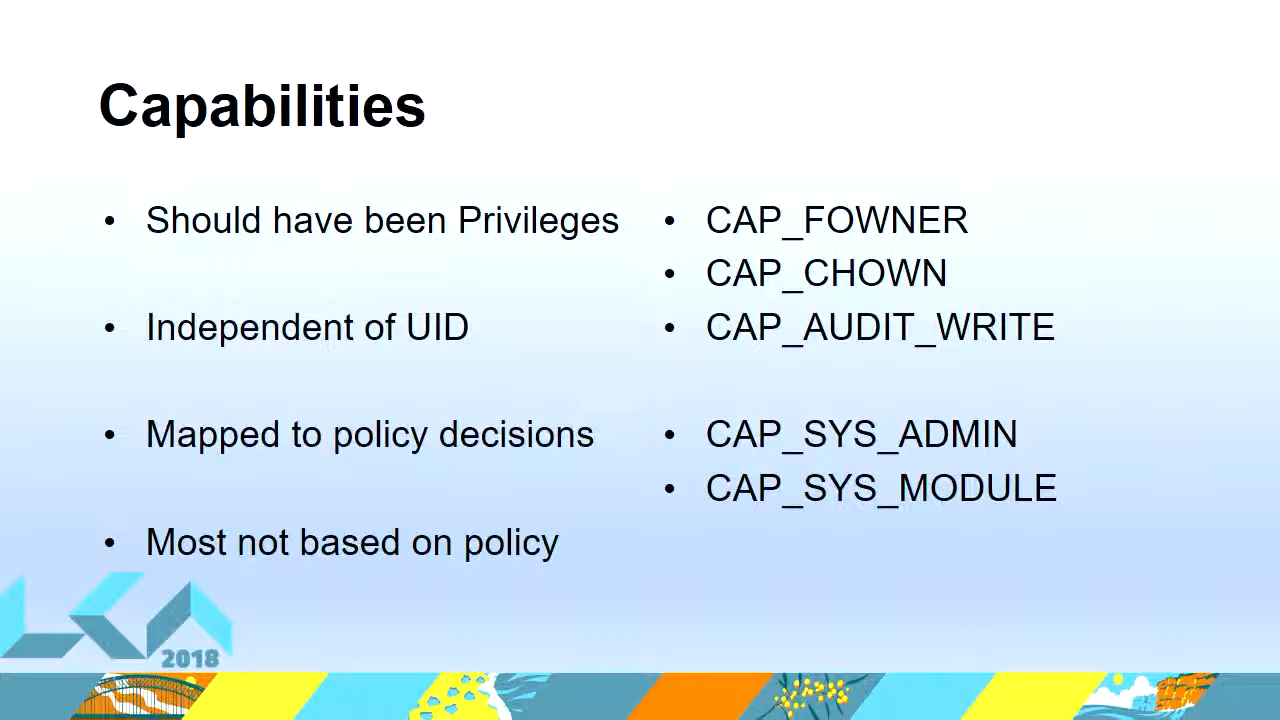 Capabilities
Should have been Privileges
Independent of UID
Mapped to policy decisions
Most not based on policy
CAP_FOWNER
CAP_CHOWN
CAP_AUDIT_WRITE
CAP_SYS_ADMIN
CAP_SYS_MODULE
LCA
2018